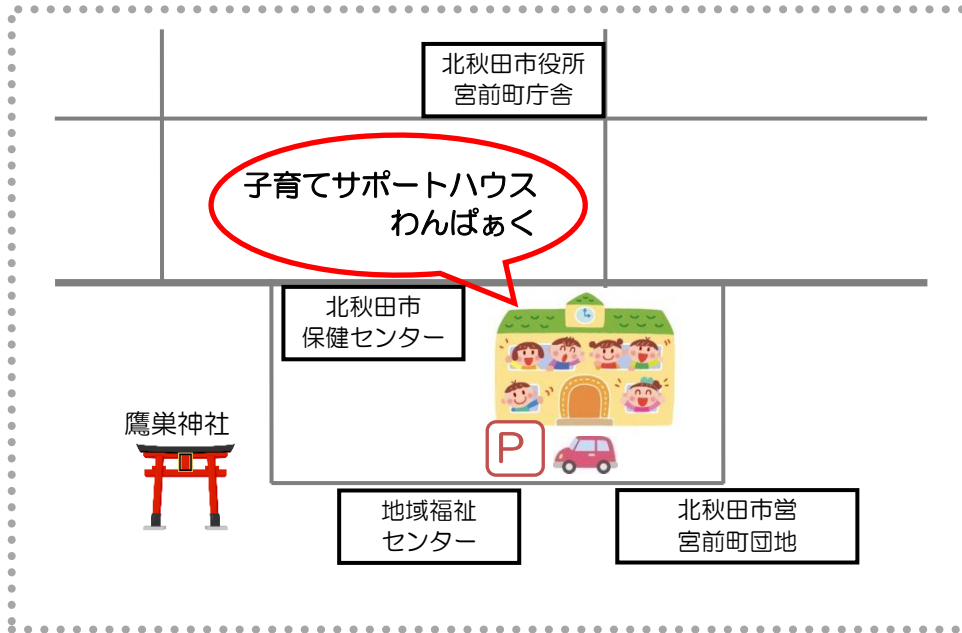 北秋田市役所
宮前町庁舎
子育てサポートハウス
わんぱぁく
北秋田市
保健センター
鷹巣神社
P
地域福祉
センター
北秋田市営
宮前町団地